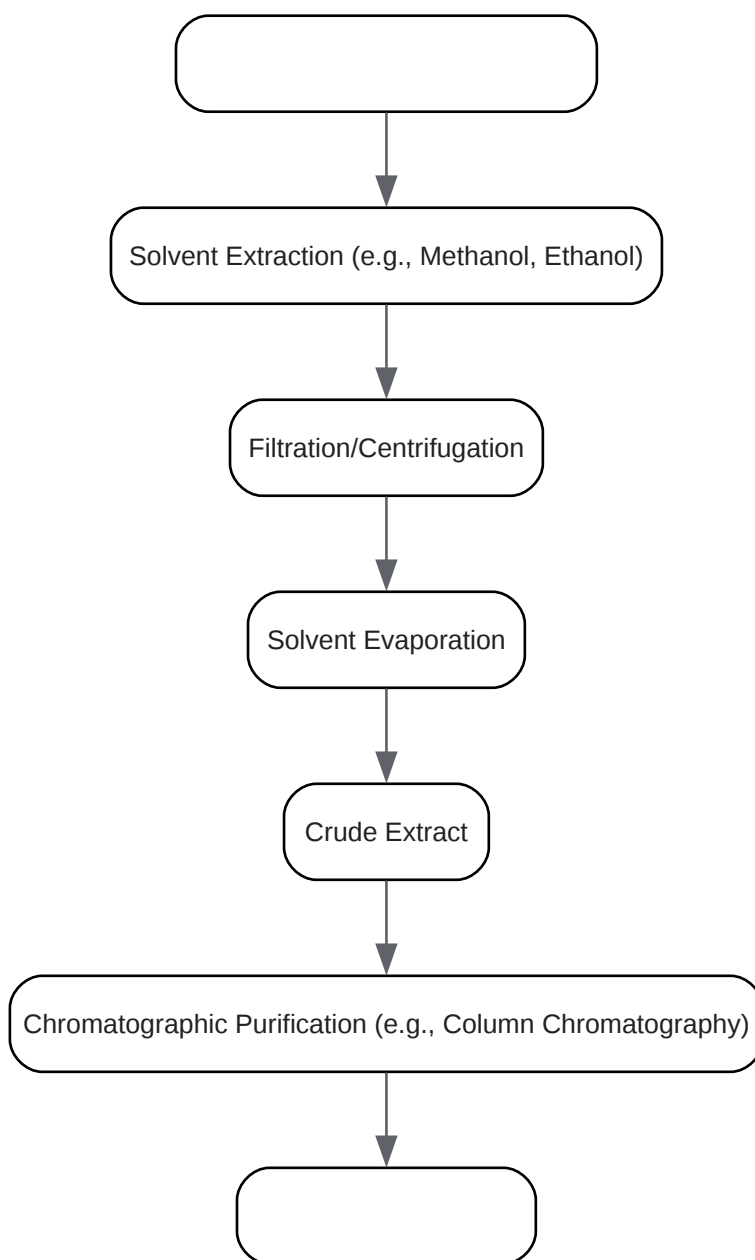 Solvent Extraction (e.g., Methanol, Ethanol)
Filtration/Centrifugation
Solvent Evaporation
Crude Extract
Chromatographic Purification (e.g., Column Chromatography)